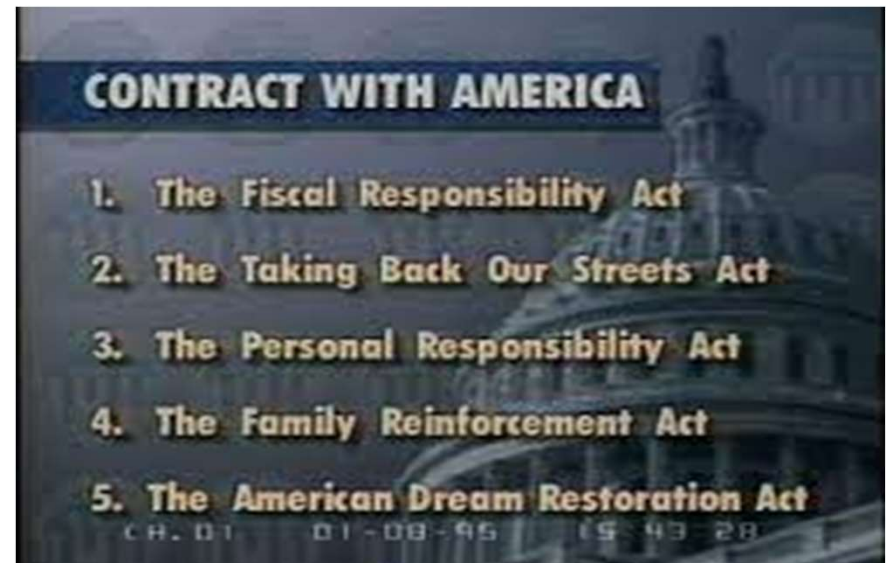 CONTRACT WITH AMERICA
1. The Fiscal Responsibility Act
2. The Taking Back Our Streets Act
3. The Personal Responsibility Act
4. The Family Reinforcement Act
5. The American Dream Restoration Act
CH.01 01-08-95 15 43 28